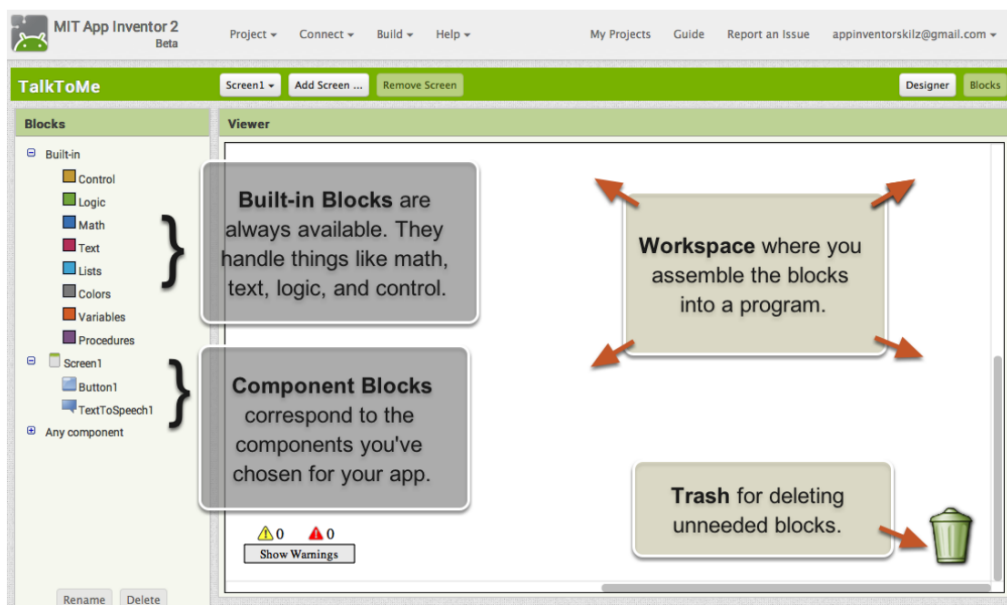 MIT App Inventor 2
Beta
Project Connect Build Help My Projects Guide Report an Issue appinventorskilz@gmail.com
TalkToMe Screen1 Add Screen ... Remove Screen Designer Blocks
Blocks
Viewer
Built-in
Control
Logic
Math
Text
Lists
Colors
Variables
Procedures
Screen1
Button1
TextToSpeech1
Any component
Rename Delete
Built-in Blocks are
always available. They
handle things like math,
text, logic, and control.
Component Blocks
correspond to the
components you've
chosen for your app.
Workspace where you
assemble the blocks
into a program.
Trash for deleting
unneeded blocks.
0 0
Show Warnings